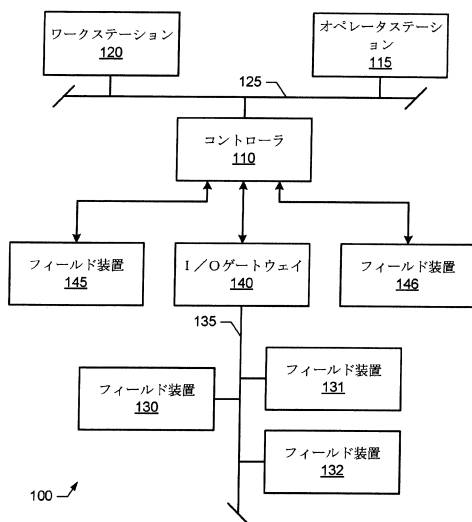 ワークステーション
120
オペレータステーション
115
125
コントローラ
110
フィールド装置
145
I/Oゲートウェイ
140
フィールド装置
146
135
フィールド装置
130
フィールド装置
131
フィールド装置
132
100